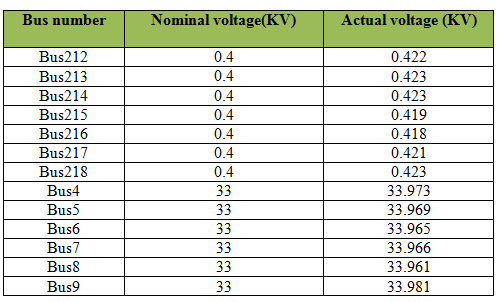 Bus number Nominal voltage(KV) Actual voltage (KV)
Bus212 0.4 0.422
Bus213 0.4 0.423
Bus214 0.4 0.423
Bus215 0.4 0.419
Bus216 0.4 0.418
Bus217 0.4 0.421
Bus218 0.4 0.423
Bus4 33 33.973
Bus5 33 33.969
Bus6 33 33.965
Bus7 33 33.966
Bus8 33 33.961
Bus9 33 33.981